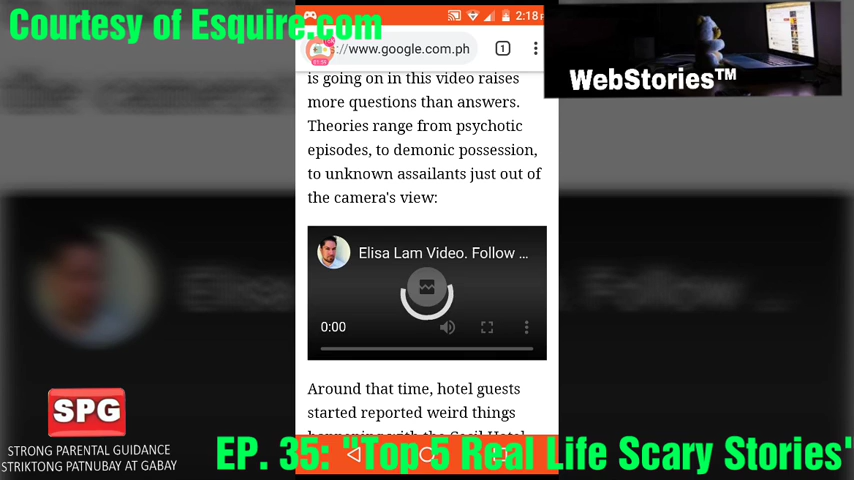 Courtesy of Esquire.com
2:18
://www.google.com.ph
1
WebStories™
is going on in this video raises
more questions than answers.
Theories range from psychotic
episodes, to demonic possession,
to unknown assailants just out of
the camera's view:
Elisa Lam Video. Follow ...
0:00
Around that time, hotel guests
started reported weird things
SPG
STRONG PARENTAL GUIDANCE
STRIKTONG PATNUBAY AT GABAY
EP. 35: "Top 5 Real Life Scary Stories"